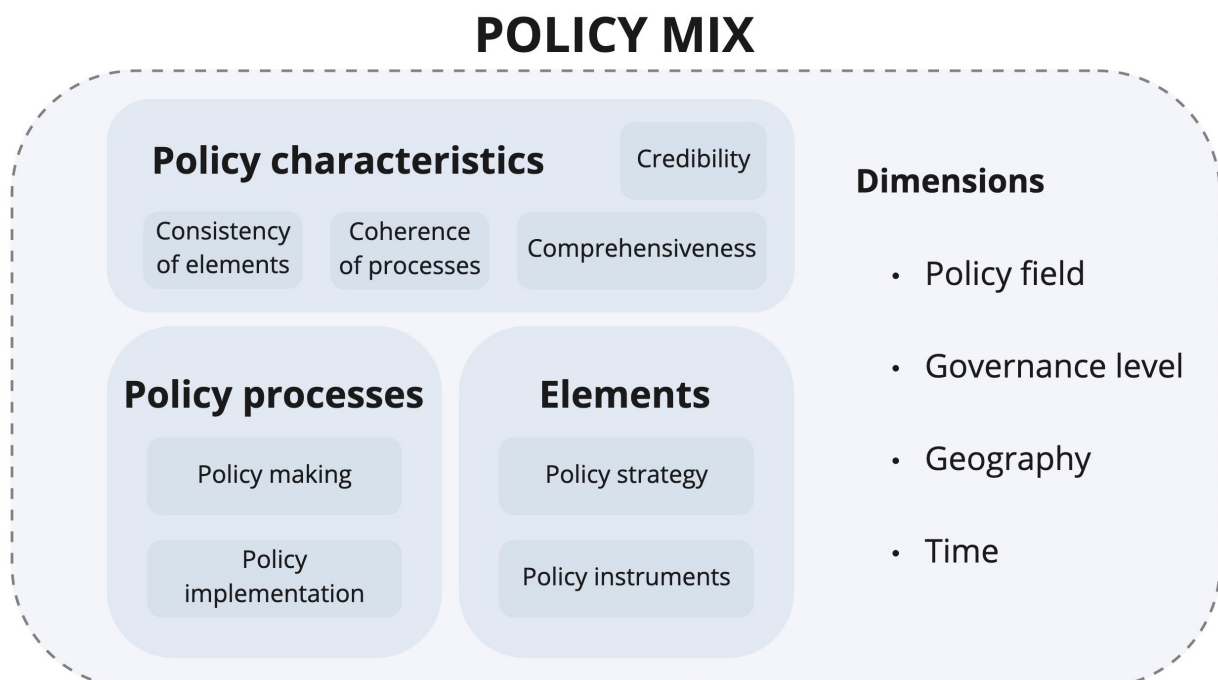 POLICY MIX
Policy characteristics
Credibility
Consistency
of elements
Coherence
of processes
Comprehensiveness
Policy processes
Policy making
Policy
implementation
Elements
Policy strategy
Policy instruments
Dimensions
• Policy field
• Governance level
• Geography
• Time